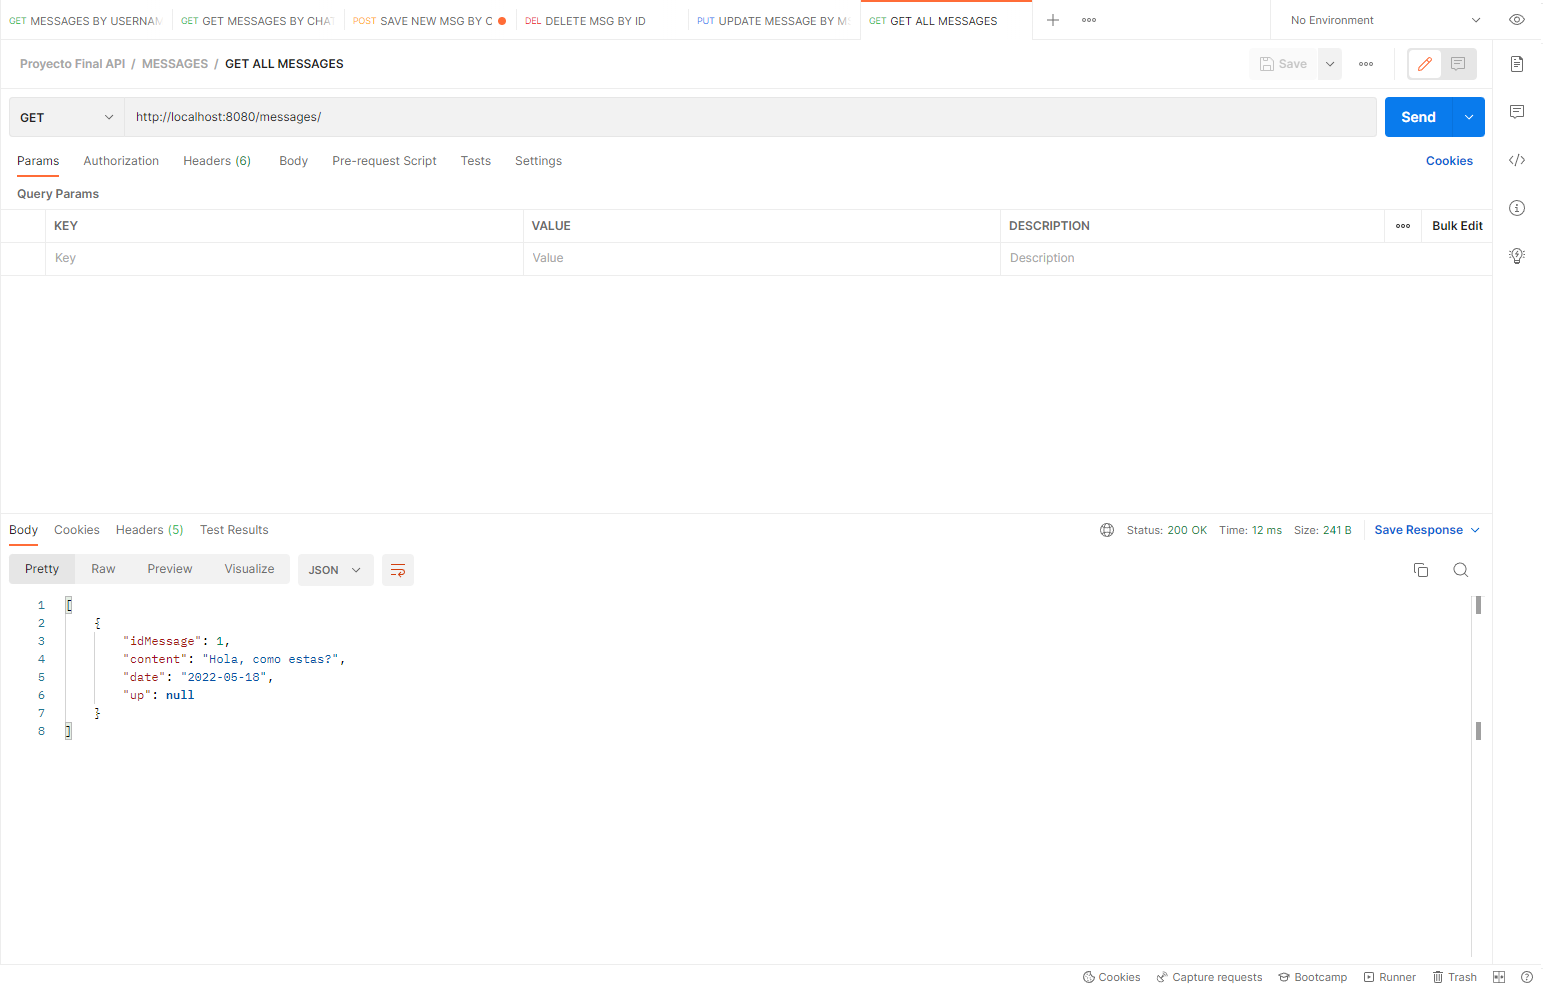 GET MESSAGES BY USERNAM
GET GET MESSAGES BY CHAT
POST SAVE NEW MSG BY C
DEL DELETE MSG BY ID
PUT UPDATE MESSAGE BY MS
GET GET ALL MESSAGES
No Environment
Proyecto Final API / MESSAGES / GET ALL MESSAGES
Save
GET
http://localhost:8080/messages/
Send
Params Authorization Headers (6) Body Pre-request Script Tests Settings
Cookies
Query Params
KEY VALUE DESCRIPTION
Bulk Edit
Key Value Description
Body Cookies Headers (5) Test Results
Status: 200 OK Time: 12 ms Size: 241 B
Save Response
Pretty Raw Preview Visualize JSON
1 [
2 {
3 "idMessage": 1,
4 "content": "Hola, como estas?",
5 "date": "2022-05-18",
6 "up": null
7 }
8 ]
Cookies Capture requests Bootcamp Runner Trash